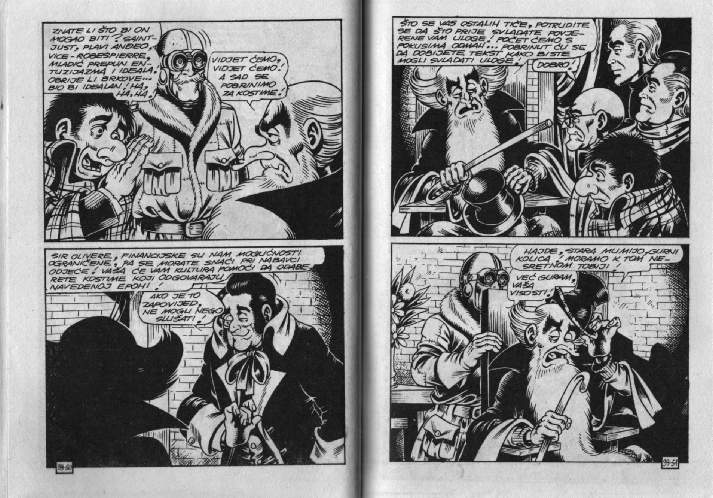 ZNATE LI ŠTO BI ON
MOGAO BITI? SAINT-
JUST, PLAVI ANĐEO,
VICE-ROBESPIERRE,
MLADIĆ PREPUN EN-
TUZIJAZMA I IDEALA.
OBRIJE LI BRKOVE...
BIO BI IDEALAN! HA,
HA, HA!
VIDJET ĆEMO,
VIDJET ĆEMO!
A SAD SE
POBRINIMO
ZA KOSTIME!
SIR OLIVERE, FINANCIJSKE SU NAM MOGUĆNOSTI
OGRANIČENE, PA SE MORATE SNAĆI PRI NABAVCI
ODJEĆE! VAŠA ĆE VAM KULTURA POMOĆI DA ODABE-
RETE KOSTIME KOJI ODGOVARAJU
NAVEDENOJ EPOHI!
AKO JE TO
ZAPOVIJED,
NE MOGU NEGO
SLUŠATI!
ŠTO SE VAS OSTALIH TIČE, POTRUDITE
SE DA ŠTO PRIJE SVLADATE POVJE-
RENE VAM ULOGE! POČET ĆEMO S
POKUSIMA ODMAH... POBRINUT ĆU SE
DA DOBIJETE TEKST KAKO BISTE
MOGLI SVLADATI ULOGE!
DOBRO!
HAJDE, STARA MUMIJO, GURNI
KOLICA! MORAMO K TOM NE-
SRETNOM TORNJU!
VEĆ GURAM,
VAŠA
VISOSTI!